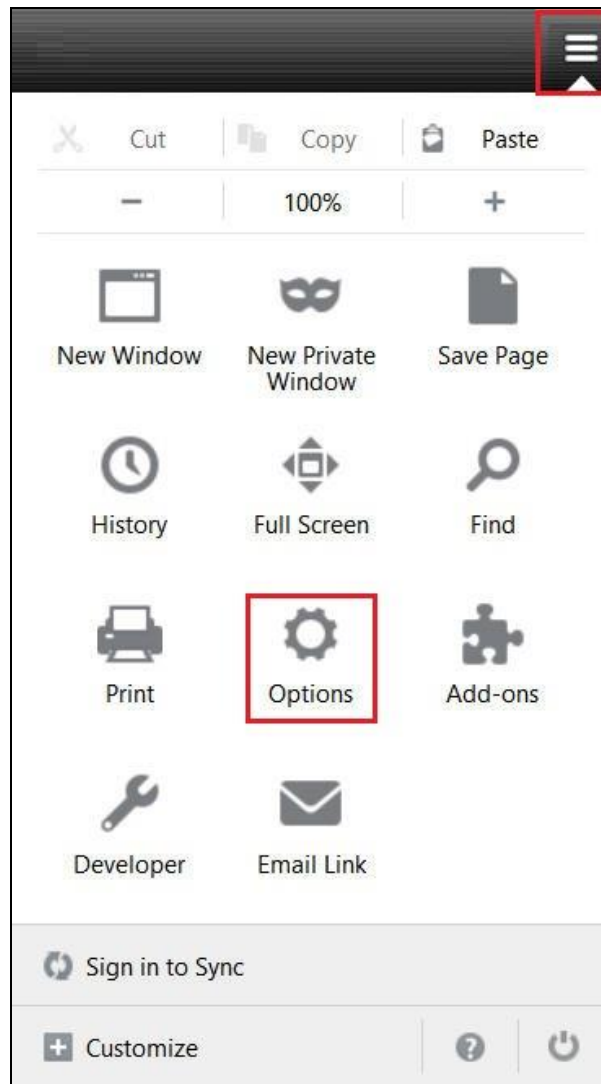 Cut Copy Paste
− 100% +
New Window New Private Window Save Page
History Full Screen Find
Print Options Add-ons
Developer Email Link
Sign in to Sync
Customize